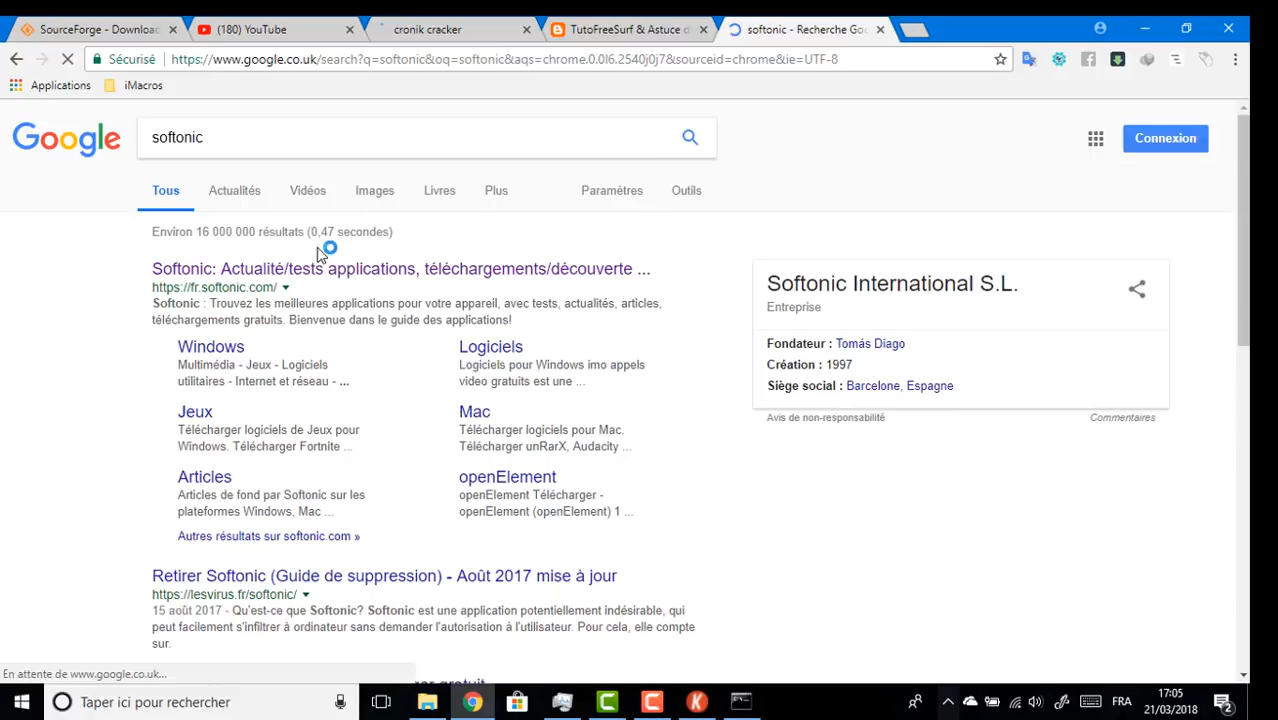 SourceForge - Download
(180) YouTube
cronik cracker
TutoFreeSurf & Astuce d
softonic - Recherche Goo
Sécurisé
https://www.google.co.uk/search?q=softonic&oq=softonic&aqs=chrome.0.0l6.2540j0j7&sourceid=chrome&ie=UTF-8
Applications
iMacros
Google
softonic
Connexion
Tous
Actualités
Vidéos
Images
Livres
Plus
Paramètres
Outils
Environ 16 000 000 résultats (0,47 secondes)
Softonic: Actualité/tests applications, téléchargements/découverte ...
https://fr.softonic.com/
Softonic : Trouvez les meilleures applications pour votre appareil, avec tests, actualités, articles,
téléchargements gratuits. Bienvenue dans le guide des applications!
Windows
Multimédia - Jeux - Logiciels
utilitaires - Internet et réseau - ...
Logiciels
Logiciels pour Windows imo appels
video gratuits est une ...
Jeux
Télécharger logiciels de Jeux pour
Windows. Télécharger Fortnite ...
Mac
Télécharger logiciels pour Mac.
Télécharger unRarX, Audacity ...
Articles
Articles de fond par Softonic sur les
plateformes Windows, Mac ...
openElement
openElement Télécharger -
openElement (openElement) 1 ...
Autres résultats sur softonic.com »
Retirer Softonic (Guide de suppression) - Août 2017 mise à jour
https://lesvirus.fr/softonic/
15 août 2017 - Qu'est-ce que Softonic? Softonic est une application potentiellement indésirable, qui
peut facilement s'infiltrer à ordinateur sans demander l'autorisation à l'utilisateur. Pour cela, elle compte
sur.
Softonic International S.L.
Entreprise
Fondateur : Tomás Diago
Création : 1997
Siège social : Barcelone, Espagne
Avis de non-responsabilité
Commentaires
En attente de www.google.co.uk...
gratuit
Taper ici pour rechercher
FRA
17:05
21/03/2018
2